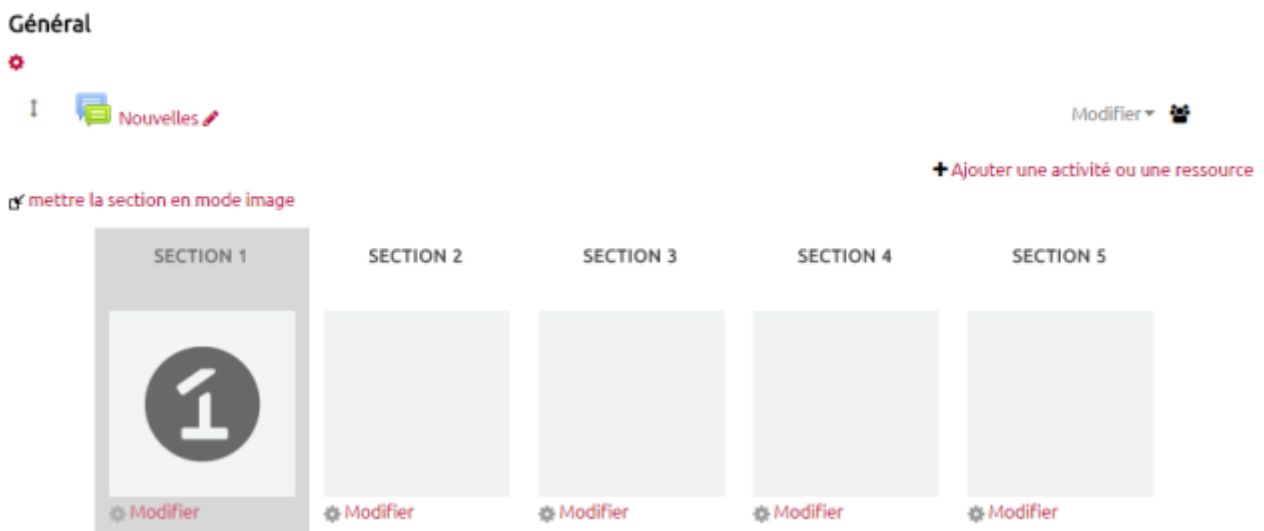 Général
Nouvelles
Modifier
Ajouter une activité ou une ressource
mettre la section en mode image
SECTION 1 SECTION 2 SECTION 3 SECTION 4 SECTION 5
1
Modifier Modifier Modifier Modifier Modifier